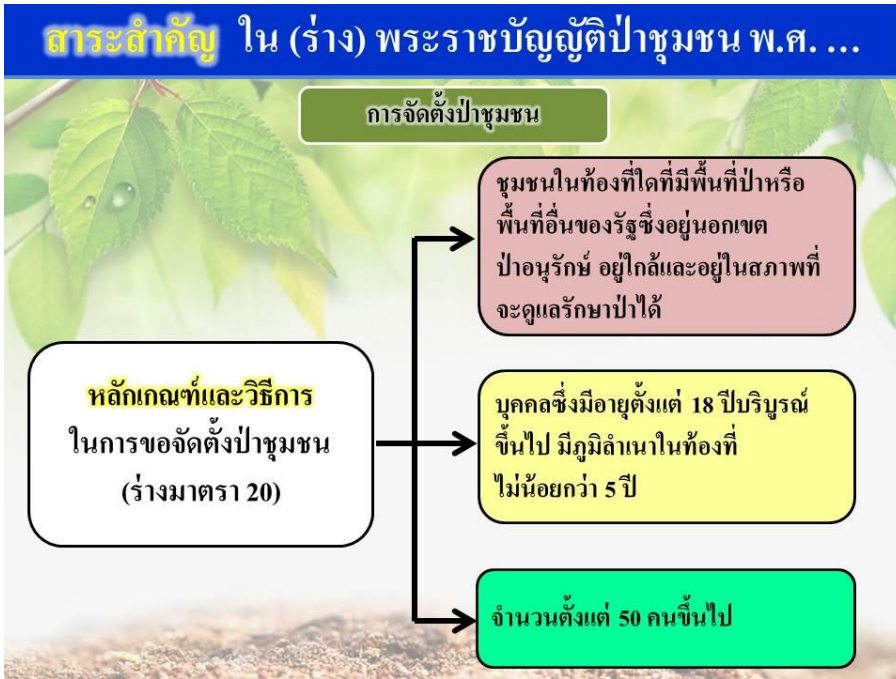 สาระสำคัญ ใน (ร่าง) พระราชบัญญัติป่าชุมชน พ.ศ. ...
การจัดตั้งป่าชุมชน
ชุมชนในท้องที่ใดที่มีพื้นที่ป่าหรือ
พื้นที่อื่นของรัฐซึ่งอยู่นอกเขต
ป่าอนุรักษ์ อยู่ใกล้และอยู่ในสภาพที่
จะดูแลรักษาป่าได้
หลักเกณฑ์และวิธีการ
ในการขอจัดตั้งป่าชุมชน
(ร่างมาตรา 20)
บุคคลซึ่งมีอายุตั้งแต่ 18 ปีบริบูรณ์
ขึ้นไป มีภูมิลำเนาในท้องที่
ไม่น้อยกว่า 5 ปี
จำนวนตั้งแต่ 50 คนขึ้นไป